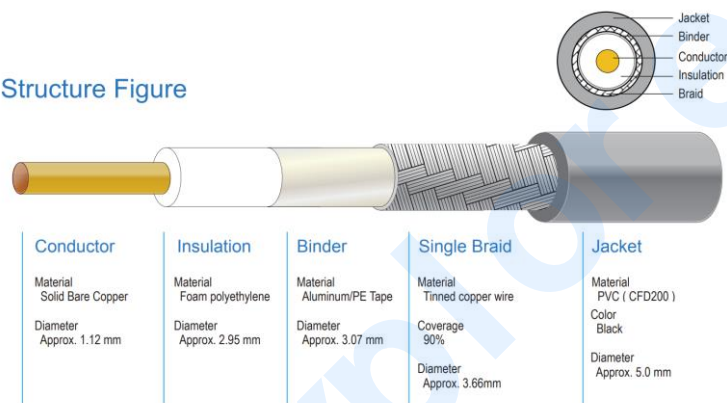 Jacket
Binder
Conductor
Insulation
Braid
Structure Figure
Conductor
Material
Solid Bare Copper
Diameter
Approx. 1.12 mm
Insulation
Material
Foam polyethylene
Diameter
Approx. 2.95 mm
Binder
Material
Aluminum/PE Tape
Diameter
Approx. 3.07 mm
Single Braid
Material
Tinned copper wire
Coverage
90%
Diameter
Approx. 3.66mm
Jacket
Material
PVC ( CFD200 )
Color
Black
Diameter
Approx. 5.0 mm